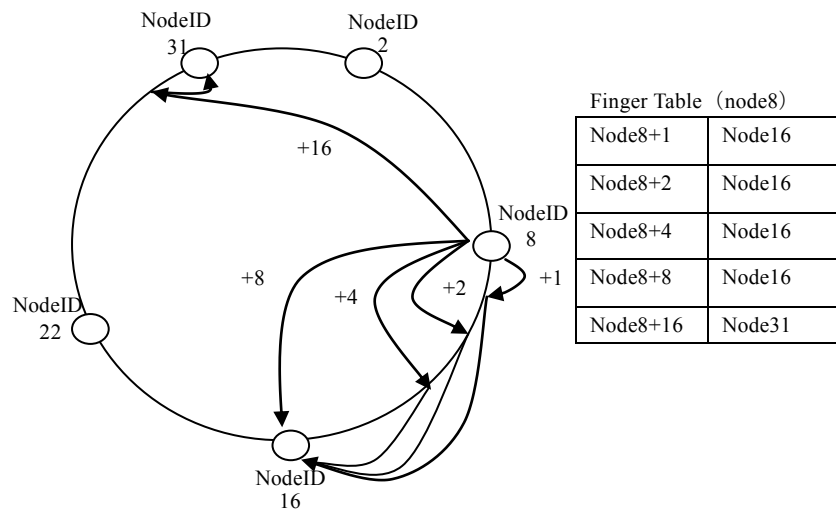 NodeID
31
NodeID
2
Finger Table（node8）
Node8+1 Node16
Node8+2 Node16
Node8+4 Node16
Node8+8 Node16
Node8+16 Node31
+16
NodeID
8
+8
+4
+2
+1
NodeID
22
NodeID
16